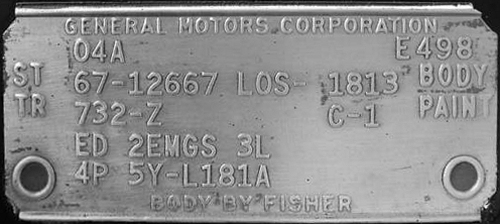 GENERAL MOTORS CORPORATION
04A E498
ST 67-12667 LOS- 1813 BODY
TR 732-Z C-1 PAINT
ED 2EMGS 3L
4P 5Y-L181A
BODY BY FISHER